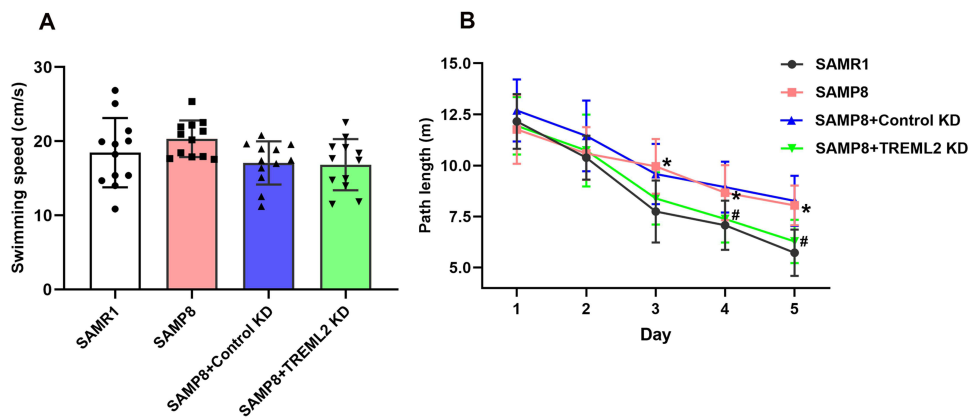 A
Swimming speed (cm/s)
30
20
10
0
SAMR1
SAMP8
SAMP8+Control KD
SAMP8+TREML2 KD
B
Path length (m)
15.0
12.5
10.0
7.5
5.0
*
*
#
*
#
1 2 3 4 5
Day
SAMR1
SAMP8
SAMP8+Control KD
SAMP8+TREML2 KD